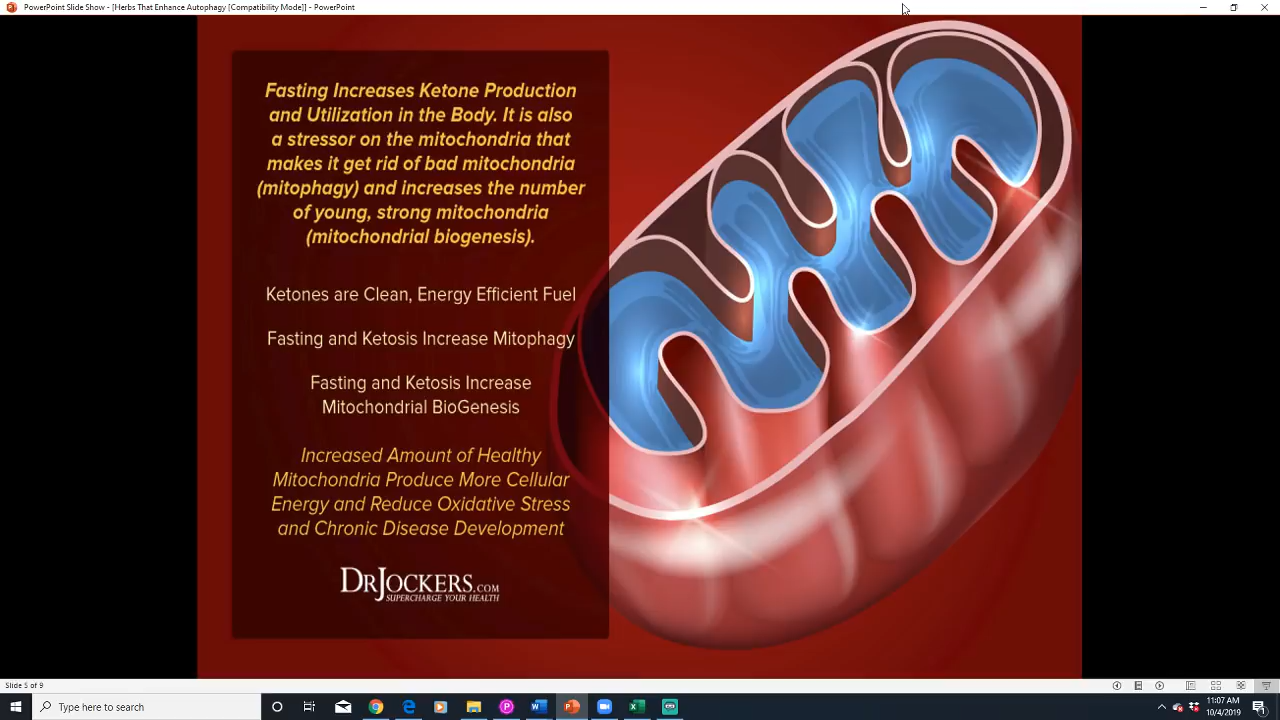 PowerPoint Slide Show - [Herbs That Enhance Autophagy [Compatibility Mode]] - PowerPoint
Fasting Increases Ketone Production
and Utilization in the Body. It is also
a stressor on the mitochondria that
makes it get rid of bad mitochondria
(mitophagy) and increases the number
of young, strong mitochondria
(mitochondrial biogenesis).
Ketones are Clean, Energy Efficient Fuel
Fasting and Ketosis Increase Mitophagy
Fasting and Ketosis Increase
Mitochondrial BioGenesis
Increased Amount of Healthy
Mitochondria Produce More Cellular
Energy and Reduce Oxidative Stress
and Chronic Disease Development
DRJOCKERS.COM
SUPERCHARGE YOUR HEALTH
Slide 5 of 9
Type here to search
11:07 AM
10/4/2019